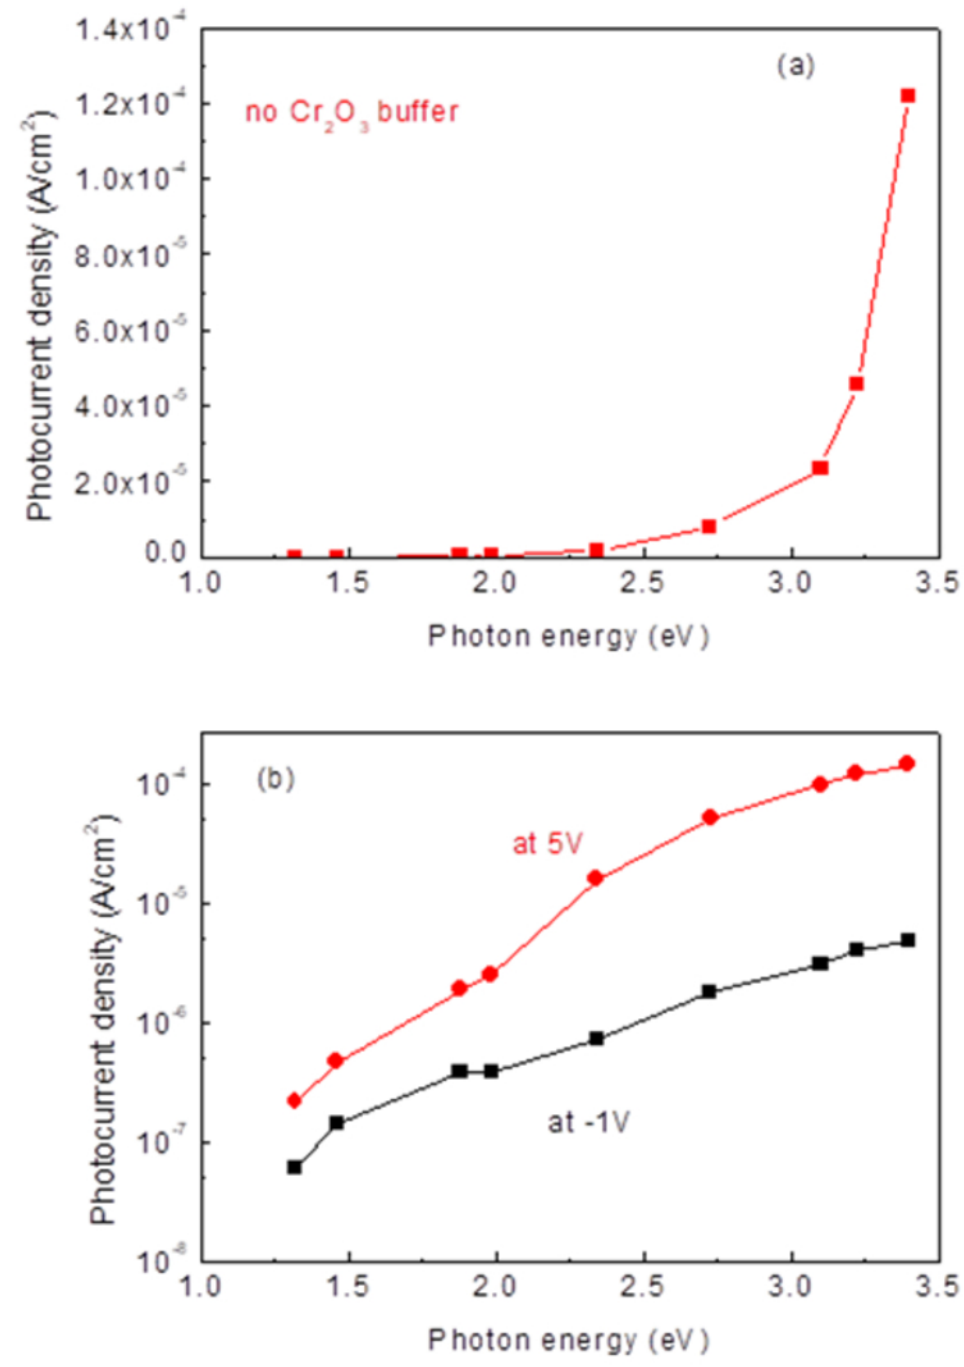 1.4x10⁻⁴
(a)
1.2x10⁻⁴
no Cr₂O₃ buffer
1.0x10⁻⁴
8.0x10⁻⁵
6.0x10⁻⁵
4.0x10⁻⁵
2.0x10⁻⁵
0.0
Photocurrent density (A/cm²)
1.0 1.5 2.0 2.5 3.0 3.5
Photon energy (eV)
(b)
10⁻⁴
at 5V
10⁻⁵
10⁻⁶
at -1V
10⁻⁷
10⁻⁸
Photocurrent density (A/cm²)
1.0 1.5 2.0 2.5 3.0 3.5
Photon energy (eV)